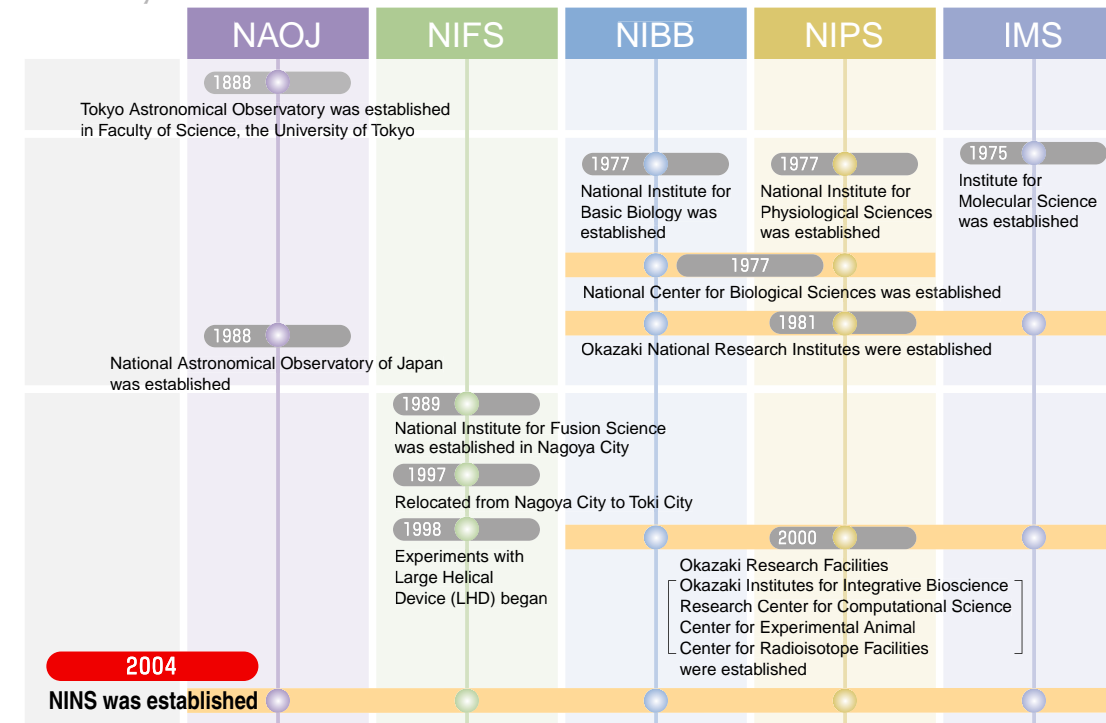 NAOJ
NIFS
NIBB
NIPS
IMS
1888
Tokyo Astronomical Observatory was established
in Faculty of Science, the University of Tokyo
1977
National Institute for
Basic Biology was
established
1977
National Institute for
Physiological Sciences
was established
1975
Institute for
Molecular Science
was established
1977
National Center for Biological Sciences was established
1988
National Astronomical Observatory of Japan
was established
1981
Okazaki National Research Institutes were established
1989
National Institute for Fusion Science
was established in Nagoya City
1997
Relocated from Nagoya City to Toki City
1998
Experiments with
Large Helical
Device (LHD) began
2000
Okazaki Research Facilities
Okazaki Institutes for Integrative Bioscience
Research Center for Computational Science
Center for Experimental Animal
Center for Radioisotope Facilities
were established
2004
NINS was established